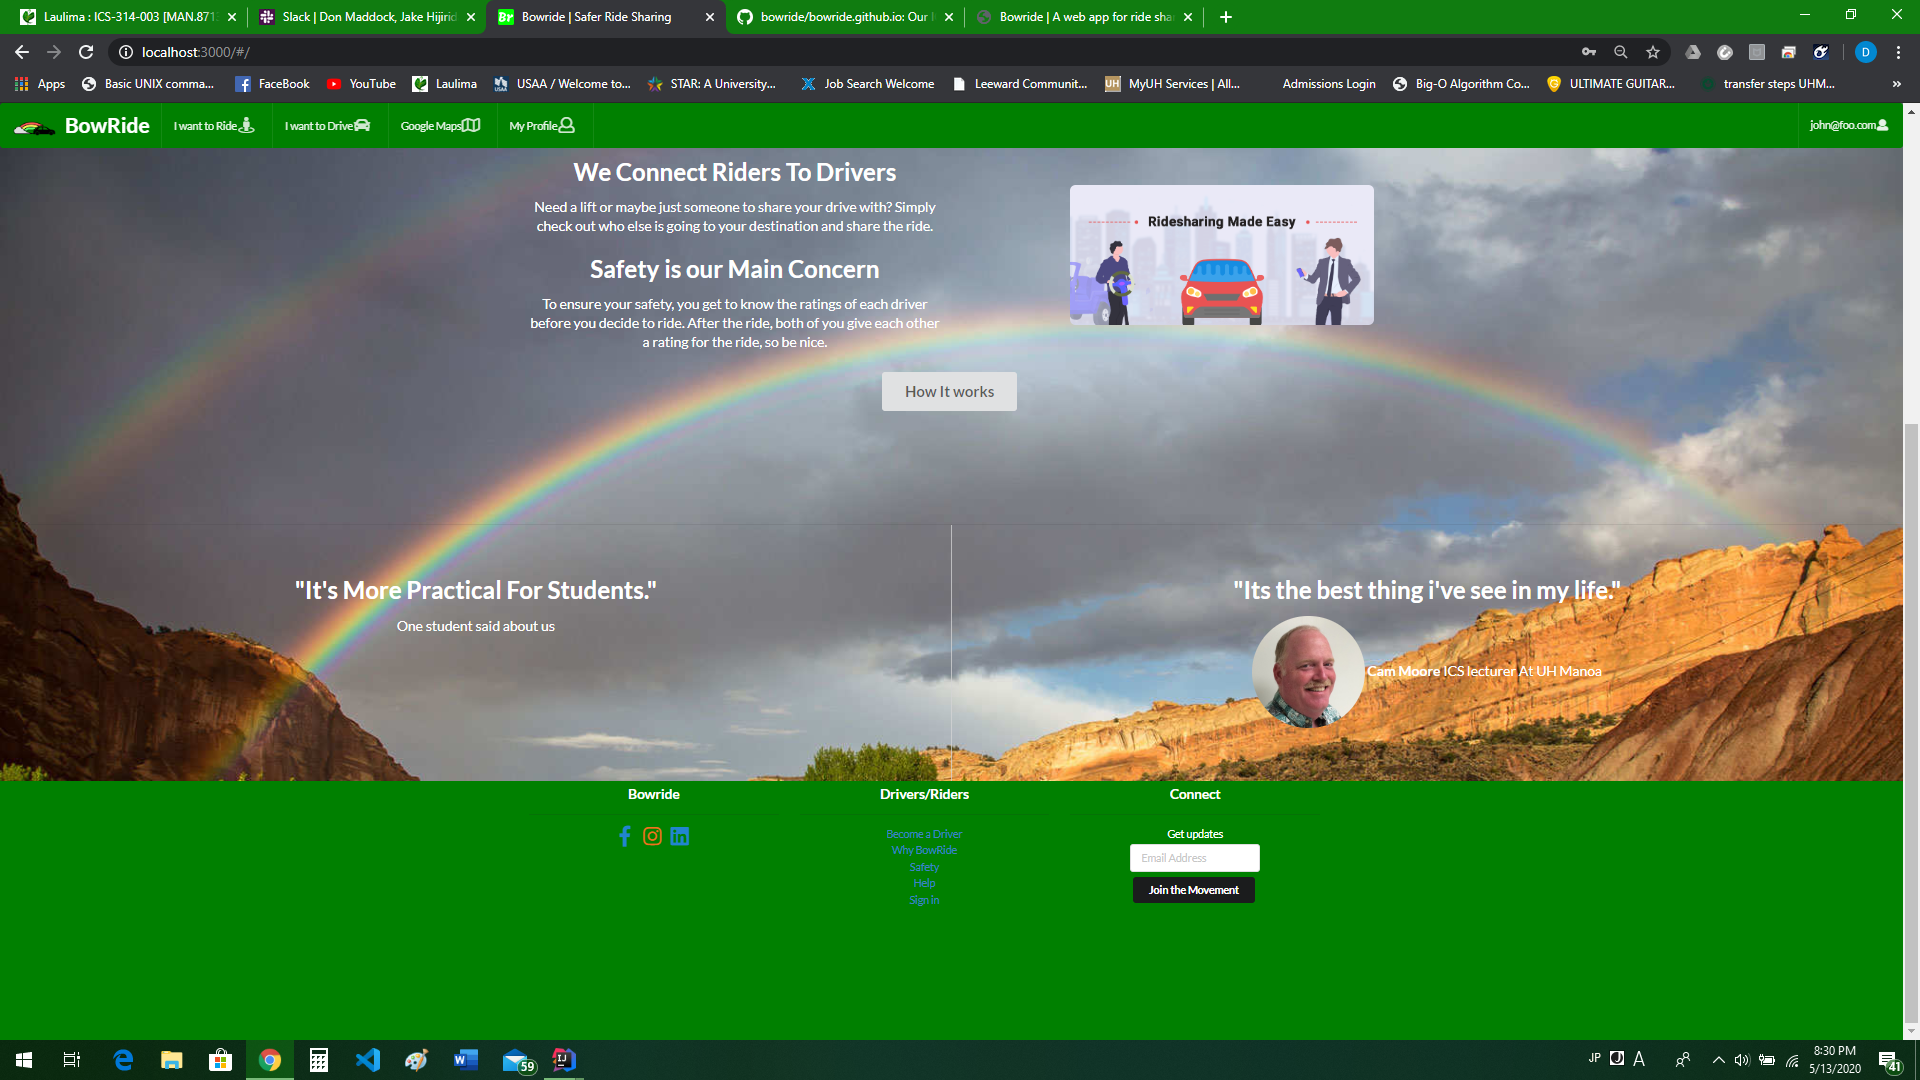 Laulima : ICS-314-003 [MAN.871
Slack | Don Maddock, Jake Hijirid
Bowride | Safer Ride Sharing
bowride/bowride.github.io: Our I
Bowride | A web app for ride sha
localhost:3000/#/
D
Apps
Basic UNIX comma...
FaceBook
YouTube
Laulima
USAA / Welcome to...
STAR: A University...
Job Search Welcome
Leeward Communit...
MyUH Services | All...
Admissions Login
Big-O Algorithm Co...
ULTIMATE GUITAR...
transfer steps UHM...
»
BowRide
I want to Ride
I want to Drive
Google Maps
My Profile
john@foo.com
We Connect Riders To Drivers
Need a lift or maybe just someone to share your drive with? Simply
check out who else is going to your destination and share the ride.
Ridesharing Made Easy
Safety is our Main Concern
To ensure your safety, you get to know the ratings of each driver
before you decide to ride. After the ride, both of you give each other
a rating for the ride, so be nice.
How It works
"It's More Practical For Students."
One student said about us
"Its the best thing i've see in my life."
Cam Moore ICS lecturer At UH Manoa
Bowride
Drivers/Riders
Become a Driver
Why BowRide
Safety
Help
Sign in
Connect
Get updates
Email Address
Join the Movement
59
JP
A
8:30 PM
5/13/2020
41